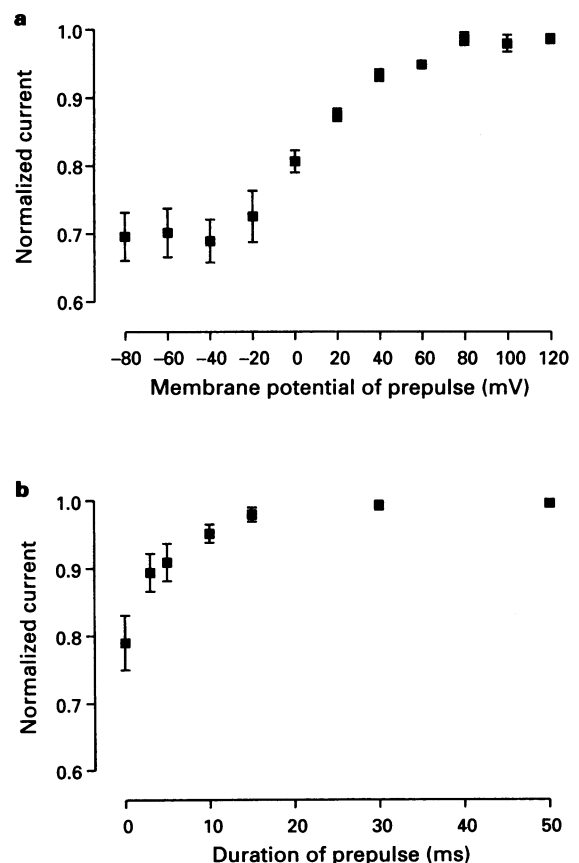 a
Normalized current
1.0
0.9
0.8
0.7
0.6
−80 −60 −40 −20 0 20 40 60 80 100 120
Membrane potential of prepulse (mV)
b
Normalized current
1.0
0.9
0.8
0.7
0.6
0 10 20 30 40 50
Duration of prepulse (ms)